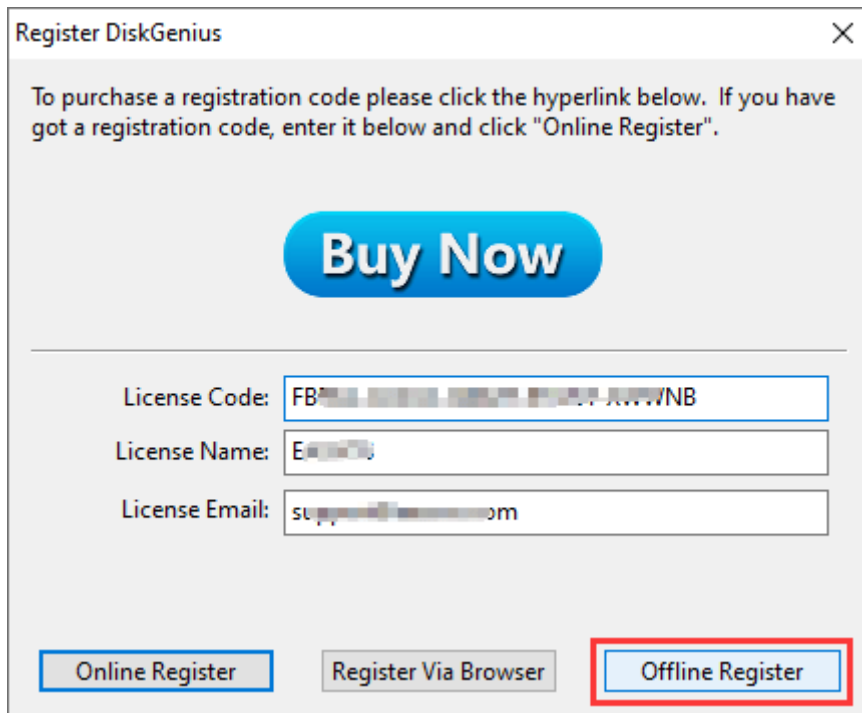 Register DiskGenius
To purchase a registration code please click the hyperlink below. If you have
got a registration code, enter it below and click "Online Register".
Buy Now
License Code:
License Name:
License Email:
Online Register
Register Via Browser
Offline Register